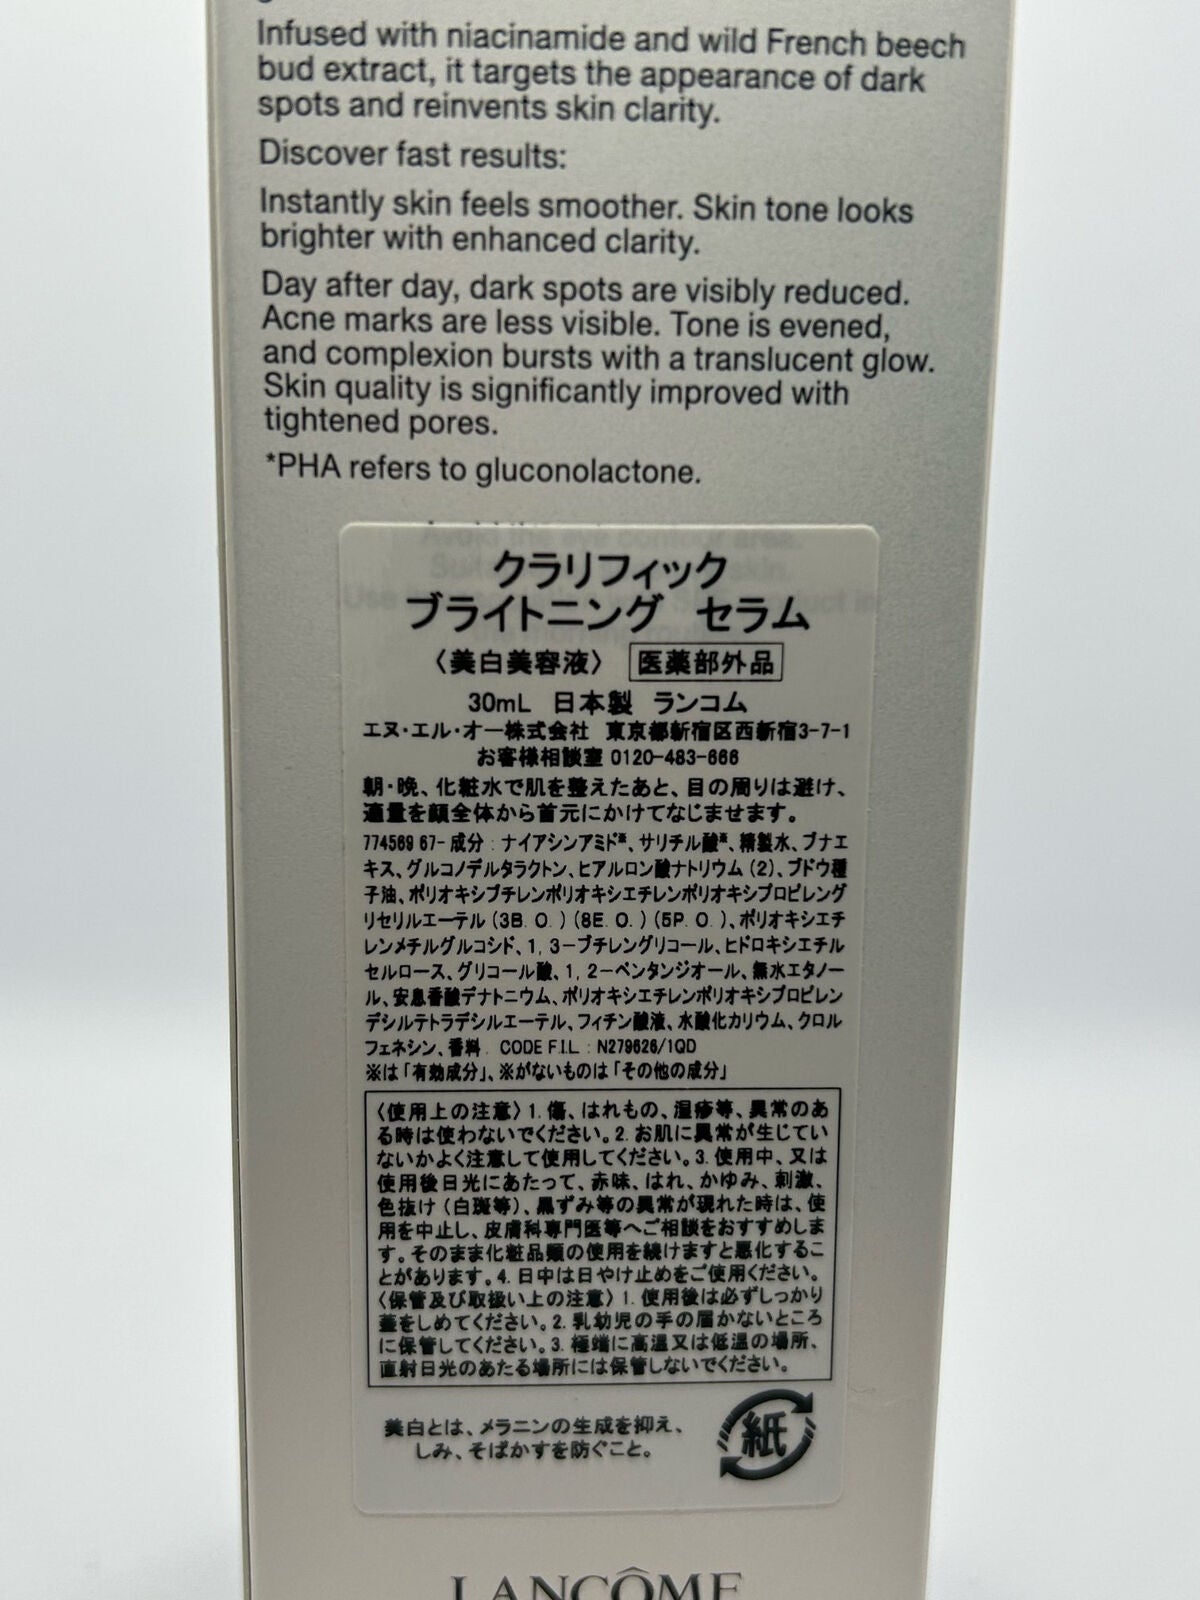 Infused with niacinamide and wild French beech
bud extract, it targets the appearance of dark
spots and reinvents skin clarity.
Discover fast results:
Instantly skin feels smoother. Skin tone looks
brighter with enhanced clarity.
Day after day, dark spots are visibly reduced.
Acne marks are less visible. Tone is evened,
and complexion bursts with a translucent glow.
Skin quality is significantly improved with
tightened pores.
*PHA refers to gluconolactone.
クラリフィック
ブライトニング セラム
〈美白美容液〉 医薬部外品
30mL 日本製 ランコム
エヌ・エル・オー株式会社 東京都新宿区西新宿3-7-1
お客様相談室 0120-483-666
朝・晩、化粧水で肌を整えたあと、目の周りは避け、
適量を顔全体から首元にかけてなじませます。
774569 67- 成分 : ナイアシンアミド※、サリチル酸※、精製水、ブナエ
キス、グルコノデルタラクトン、ヒアルロン酸ナトリウム (2)、ブドウ種
子油、ポリオキシブチレンポリオキシエチレンポリオキシプロピレング
リセリルエーテル (3B. O. ) (8E. O. ) (5P. O. )、ポリオキシエチ
レンメチルグルコシド、1, 3-ブチレングリコール、ヒドロキシエチル
セルロース、グリコール酸、1, 2-ペンタンジオール、無水エタノー
ル、安息香酸デナトニウム、ポリオキシエチレンポリオキシプロピレン
デシルテトラデシルエーテル、フィチン酸液、水酸化カリウム、クロル
フェネシン、香料. CODE F.I.L : N279626/1QD
※は「有効成分」、※がないものは「その他の成分」
〈使用上の注意〉1. 傷、はれもの、湿疹等、異常のあ
る時は使わないでください。2. お肌に異常が生じてい
ないかよく注意して使用してください。3. 使用中、又は
使用後日光にあたって、赤味、はれ、かゆみ、刺激、
色抜け (白斑等)、黒ずみ等の異常が現れた時は、使
用を中止し、皮膚科専門医等へご相談をおすすめしま
す。そのまま化粧品類の使用を続けますと悪化するこ
とがあります。4. 日中は日やけ止めをご使用ください。
〈保管及び取扱い上の注意〉1. 使用後は必ずしっかり
蓋をしめてください。2. 乳幼児の手の届かないところ
に保管してください。3. 極端に高温又は低温の場所、
直射日光のあたる場所には保管しないでください。
美白とは、メラニンの生成を抑え、
しみ、そばかすを防ぐこと。
紙
LANCÔME